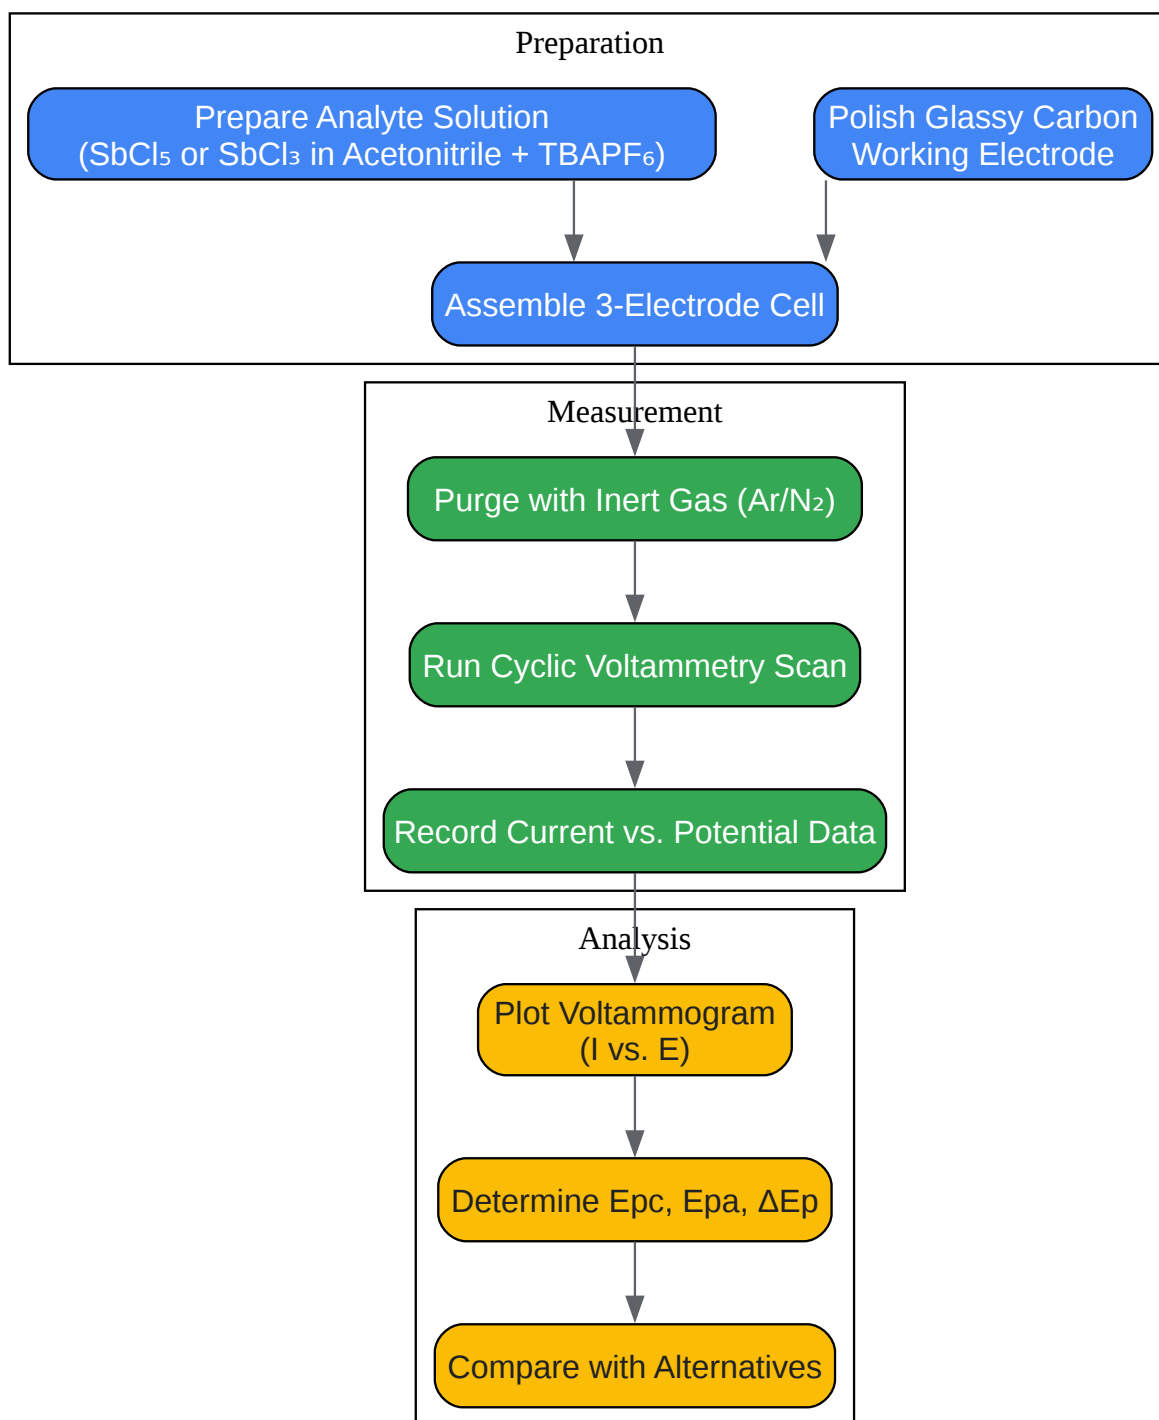 Preparation
Prepare Analyte Solution
(SbCl₅ or SbCl₃ in Acetonitrile + TBAPF₆)
Polish Glassy Carbon
Working Electrode
Assemble 3-Electrode Cell
Measurement
Purge with Inert Gas (Ar/N₂)
Run Cyclic Voltammetry Scan
Record Current vs. Potential Data
Analysis
Plot Voltammogram
(I vs. E)
Determine Epc, Epa, ΔEp
Compare with Alternatives